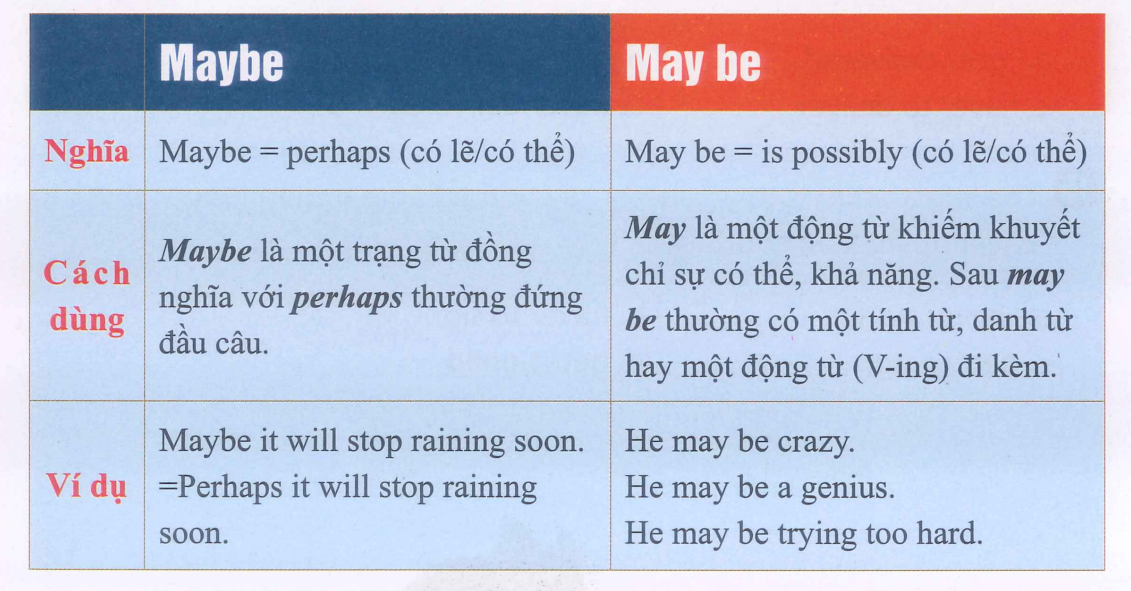 Maybe
May be
Nghĩa
Maybe = perhaps (có lẽ/có thể)
May be = is possibly (có lẽ/có thể)
Cách
dùng
Maybe là một trạng từ đồng
nghĩa với perhaps thường đứng
đầu câu.
May là một động từ khiếm khuyết
chỉ sự có thể, khả năng. Sau may
be thường có một tính từ, danh từ
hay một động từ (V-ing) đi kèm.
Ví dụ
Maybe it will stop raining soon.
=Perhaps it will stop raining
soon.
He may be crazy.
He may be a genius.
He may be trying too hard.